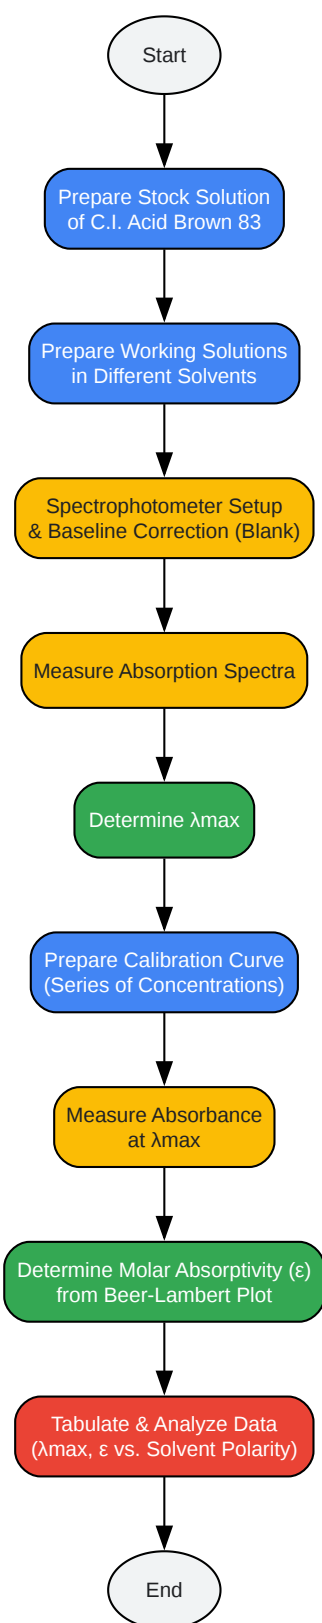 Start
Prepare Stock Solution
of C.I. Acid Brown 83
Prepare Working Solutions
in Different Solvents
Spectrophotometer Setup
& Baseline Correction (Blank)
Measure Absorption Spectra
Determine λmax
Prepare Calibration Curve
(Series of Concentrations)
Measure Absorbance
at λmax
Determine Molar Absorptivity (ε)
from Beer-Lambert Plot
Tabulate & Analyze Data
(λmax, ε vs. Solvent Polarity)
End